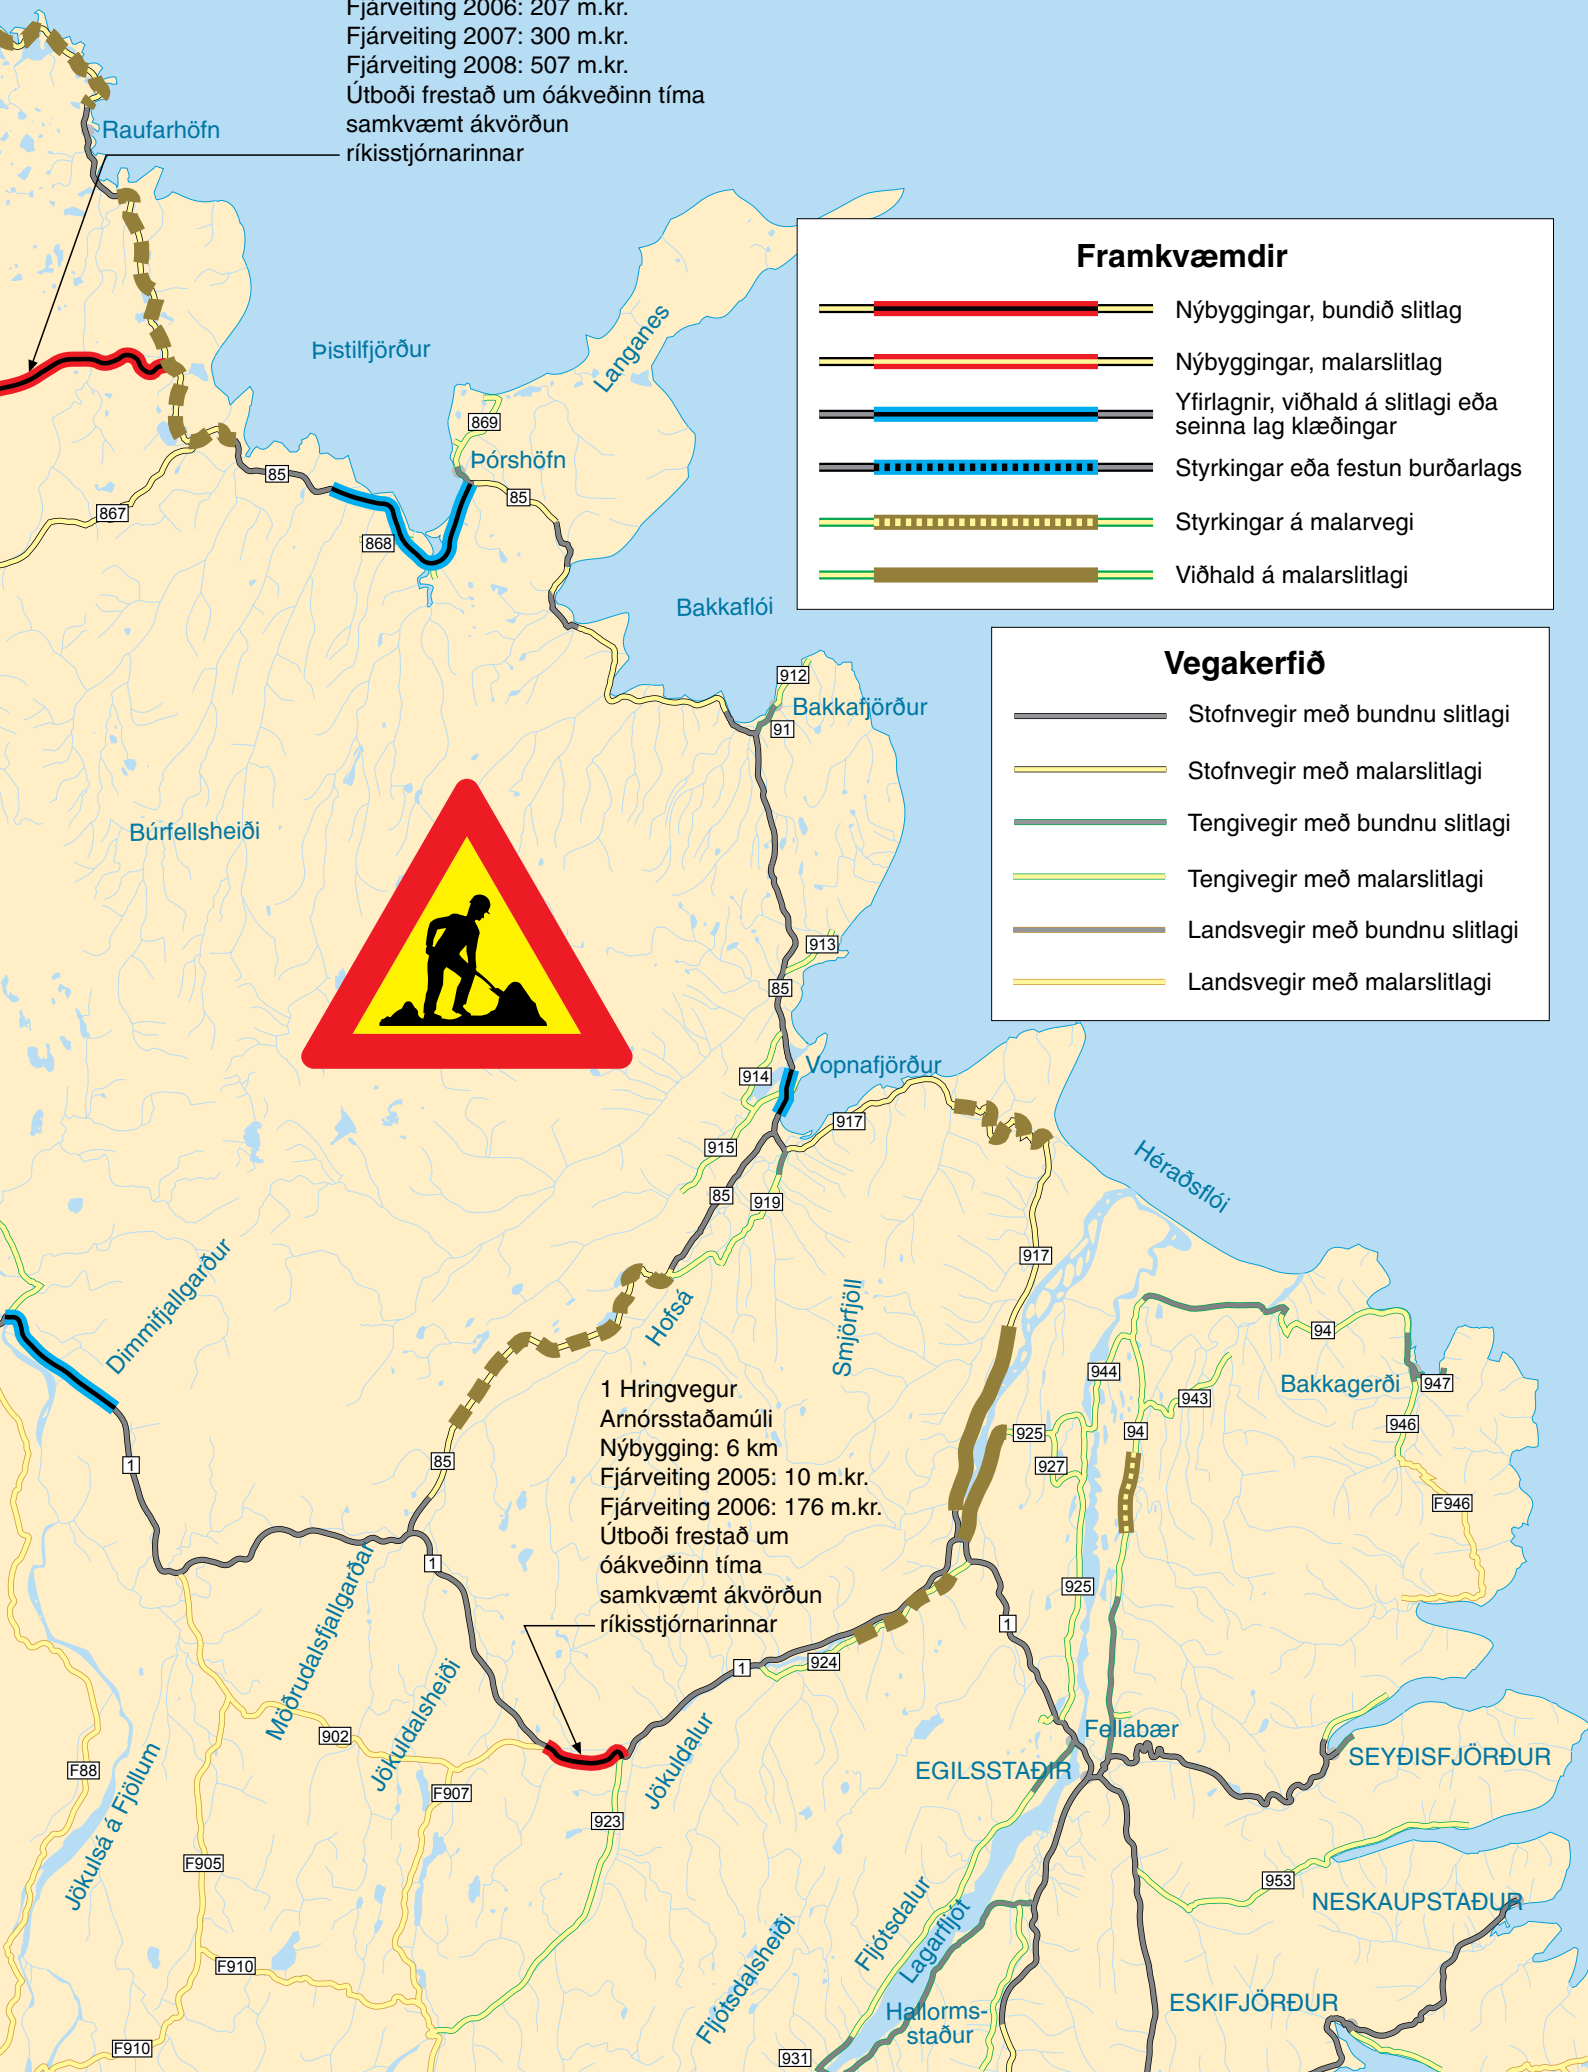 Fjárveiting 2006: 207 m.kr.
Fjárveiting 2007: 300 m.kr.
Fjárveiting 2008: 507 m.kr.
Útboði frestað um óákveðinn tíma
samkvæmt ákvörðun
ríkisstjórnarinnar
Raufarhöfn
Framkvæmdir
Nýbyggingar, bundið slitlag
Nýbyggingar, malarslitlag
Yfirlagnir, viðhald á slitlagi eða
seinna lag klæðingar
Styrkingar eða festun burðarlags
Styrkingar á malarvegi
Viðhald á malarslitlagi
Vegakerfið
Stofnvegir með bundnu slitlagi
Stofnvegir með malarslitlagi
Tengivegir með bundnu slitlagi
Tengivegir með malarslitlagi
Landsvegir með bundnu slitlagi
Landsvegir með malarslitlagi
Þistilfjörður
Langanes
869
Þórshöfn
85
85
867
868
Bakkaflói
912
Bakkafjörður
91
Búrfellsheiði
913
85
Vopnafjörður
914
917
915
85
919
Héraðsflói
917
Dimmifjallgarður
Hofsá
Smjörfjöll
94
944
Bakkagerði
947
943
946
925
94
927
F946
1 Hringvegur
Arnórsstaðamúli
Nýbygging: 6 km
Fjárveiting 2005: 10 m.kr.
Fjárveiting 2006: 176 m.kr.
Útboði frestað um
óákveðinn tíma
samkvæmt ákvörðun
ríkisstjórnarinnar
1
85
1
925
1
Möðrudalsfjallgarðar
Jökuldalsheiði
1
924
902
Jökuldalur
Fellabær
EGILSSTAÐIR
SEYÐISFJÖRÐUR
F88
Jökulsá á Fjöllum
F907
923
F905
953
NESKAUPSTAÐUR
Fljótsdalur
Lagarfljót
Fljótsdalsheiði
F910
Hallorms-
staður
ESKIFJÖRÐUR
F910
931